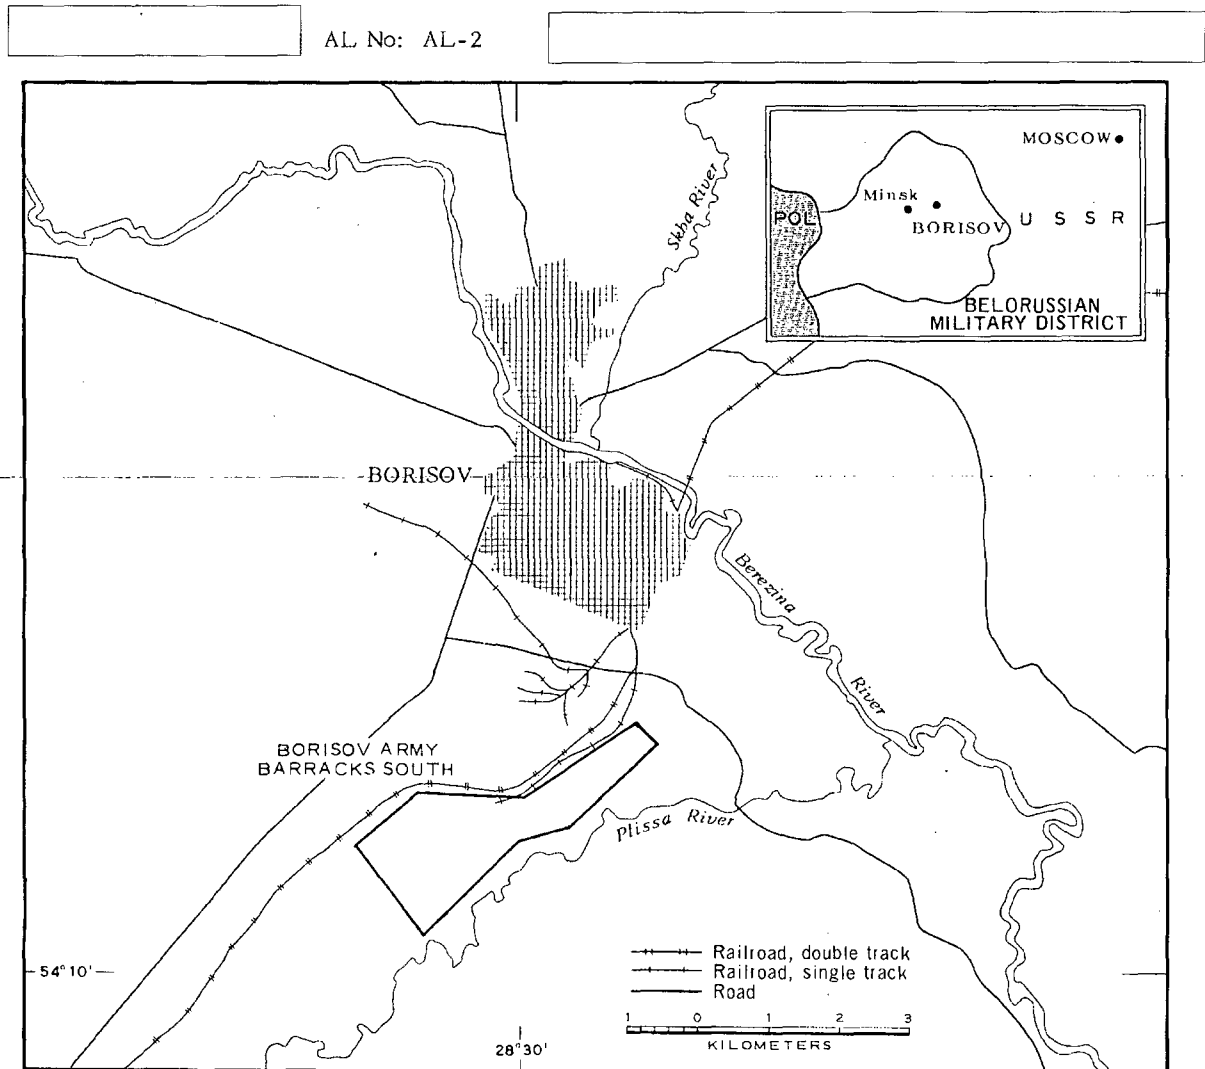 AL No: AL-2
MOSCOW
Minsk
POL
BORISOV
U S S R
BELORUSSIAN
MILITARY DISTRICT
Skha River
BORISOV
Berezina
River
BORISOV ARMY
BARRACKS SOUTH
Plissa River
Railroad, double track
54°10'
Railroad, single track
Road
1 0 1 2 3
KILOMETERS
28°30'